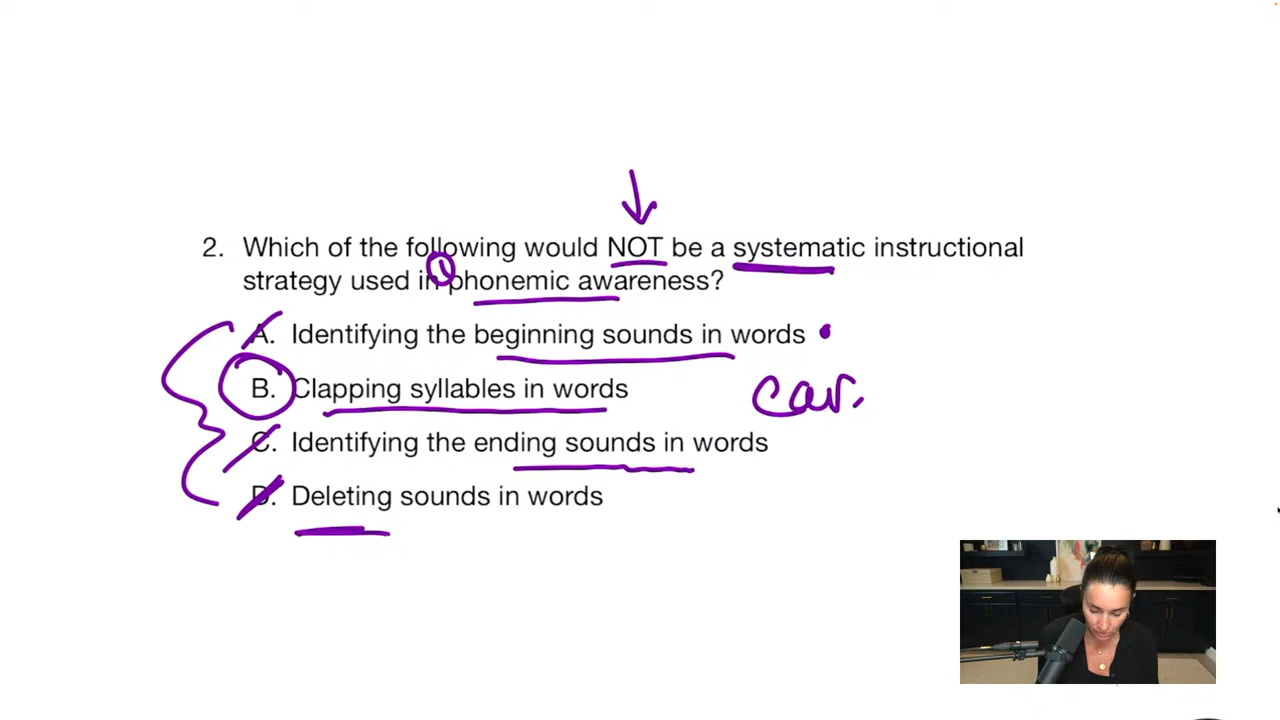 2. Which of the following would NOT be a systematic instructional
strategy used in phonemic awareness?
1
A. Identifying the beginning sounds in words
B. Clapping syllables in words
car.
C. Identifying the ending sounds in words
D. Deleting sounds in words